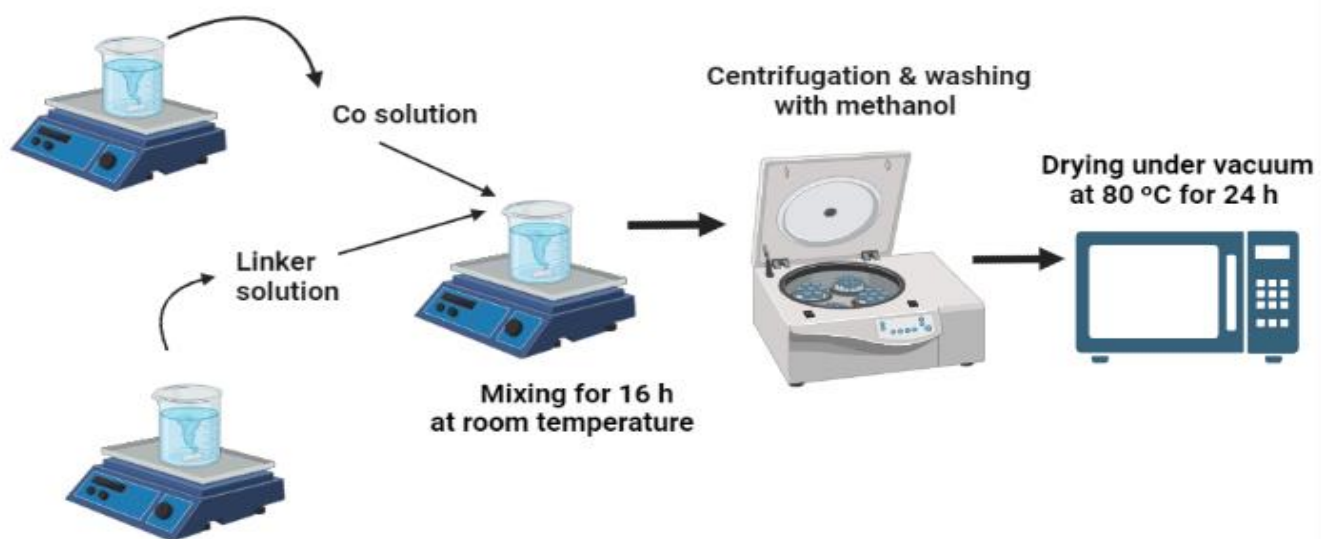 Co solution
Linker
solution
Mixing for 16 h
at room temperature
Centrifugation & washing
with methanol
Drying under vacuum
at 80 ºC for 24 h